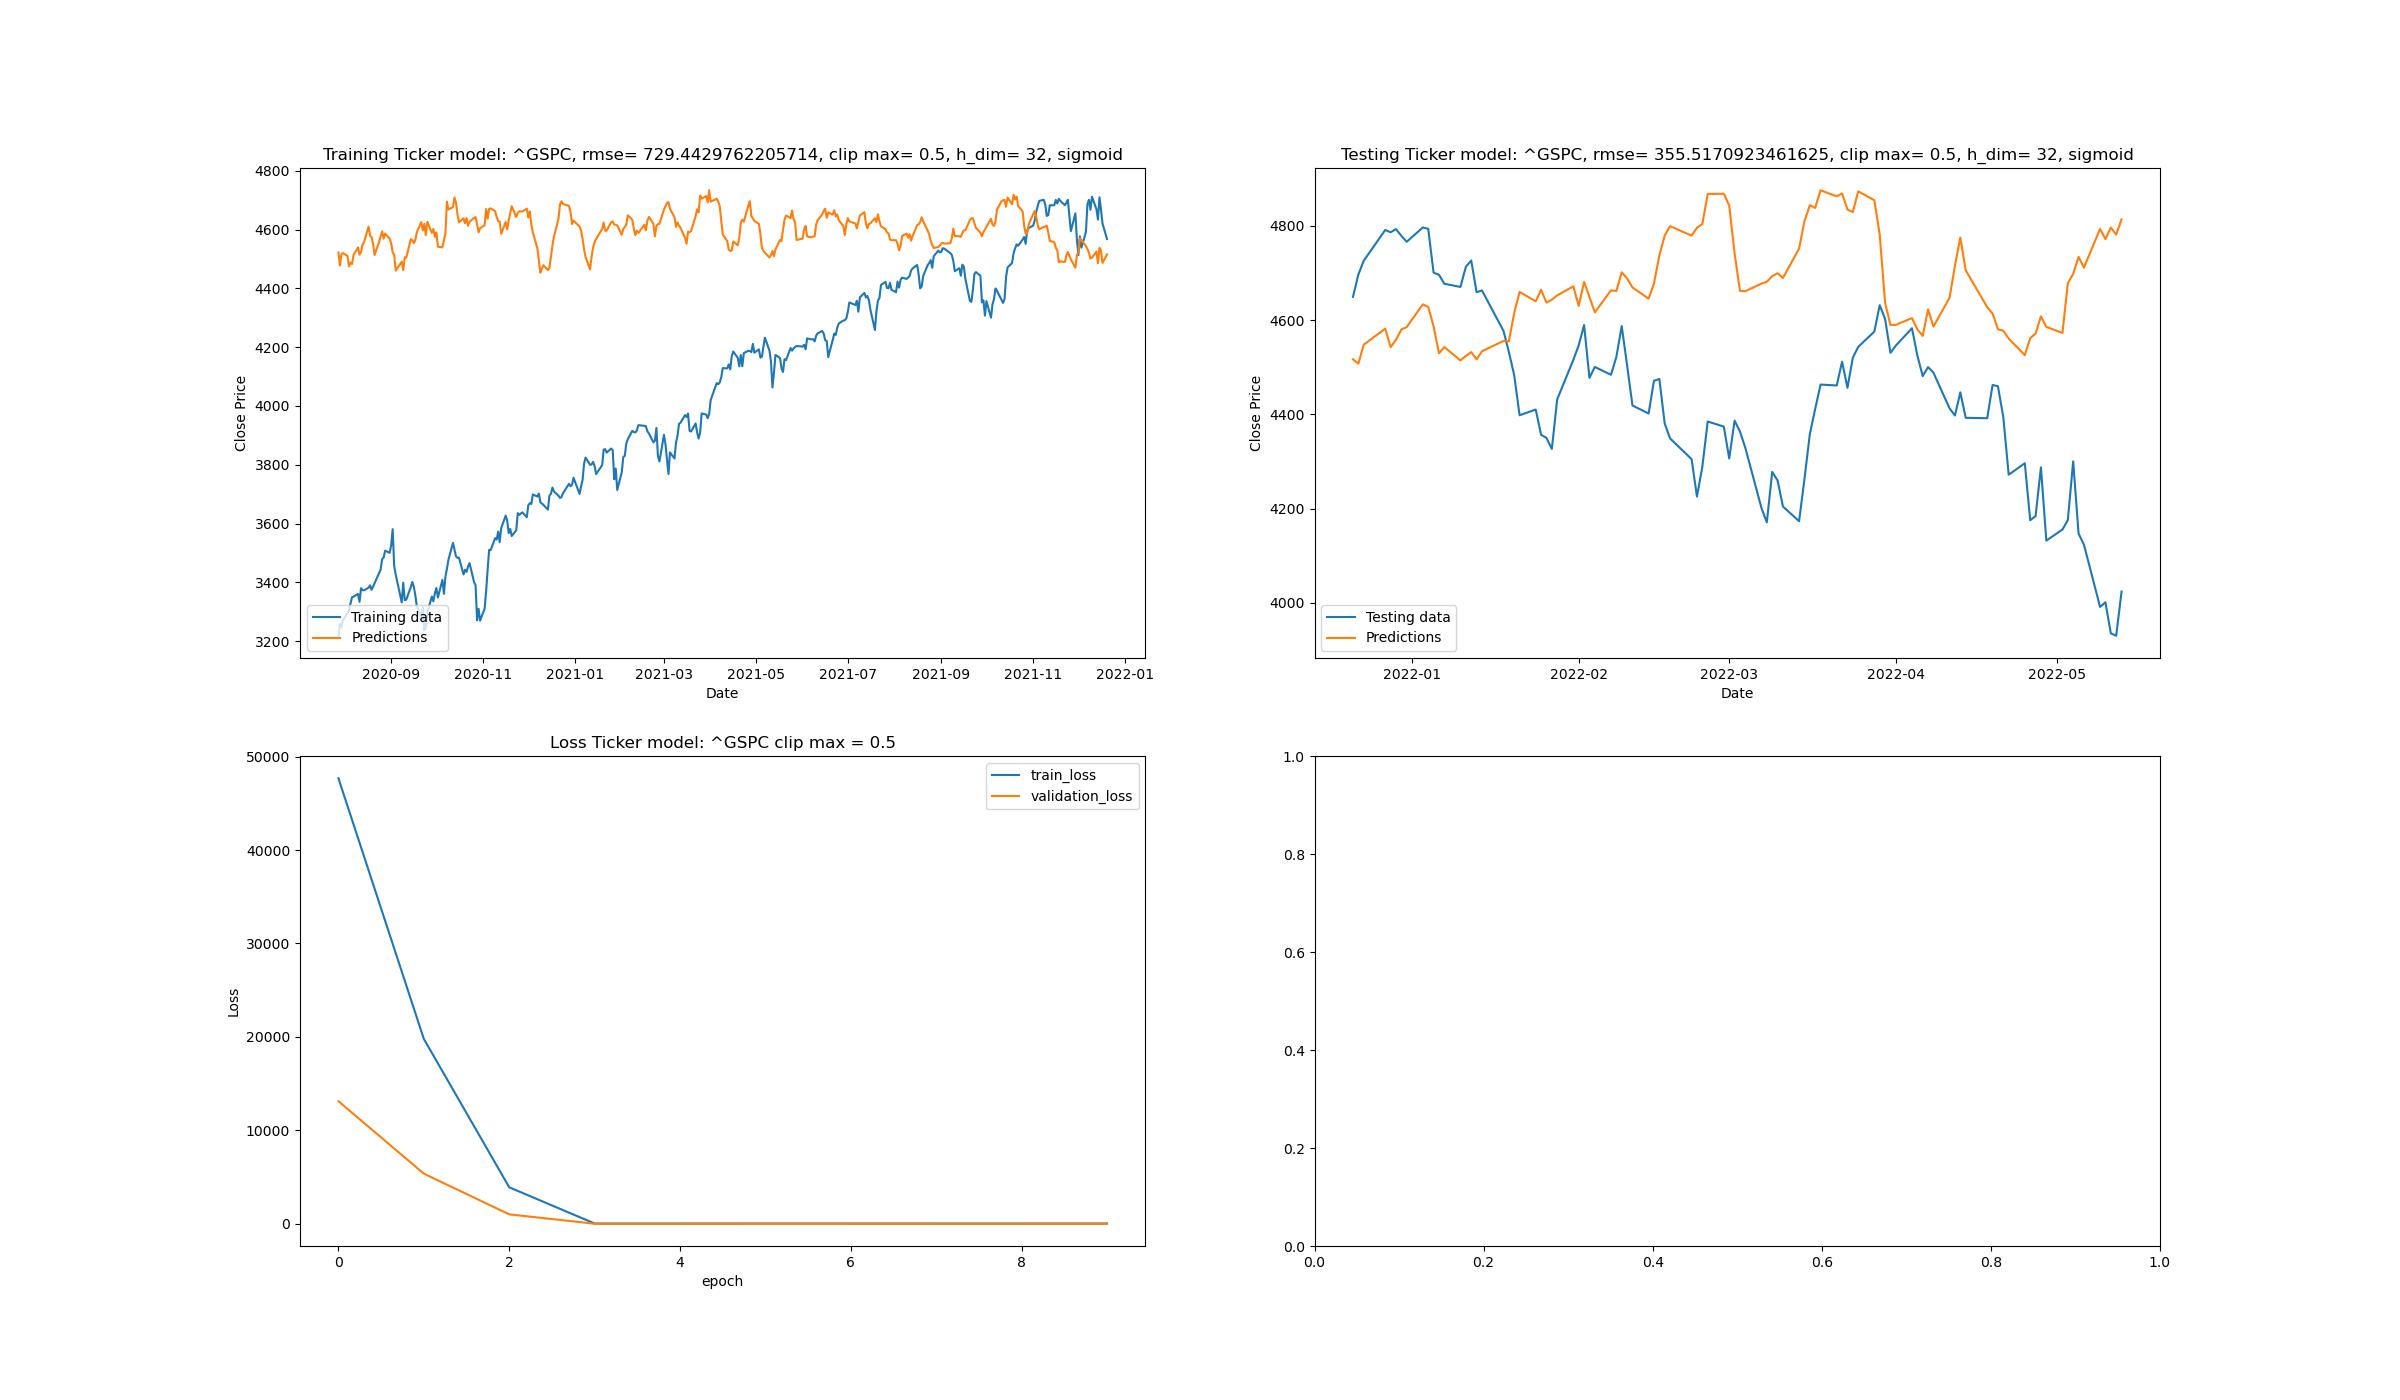 Training Ticker model: ^GSPC, rmse= 729.4429762205714, clip max= 0.5, h_dim= 32, sigmoid
4800
4600
4400
4200
4000
3800
3600
3400
3200
Close Price
Training data
Predictions
2020-09 2020-11 2021-01 2021-03 2021-05 2021-07 2021-09 2021-11 2022-01
Date
Testing Ticker model: ^GSPC, rmse= 355.5170923461625, clip max= 0.5, h_dim= 32, sigmoid
4800
4600
4400
4200
4000
Close Price
Testing data
Predictions
2022-01 2022-02 2022-03 2022-04 2022-05
Date
Loss Ticker model: ^GSPC clip max = 0.5
50000
40000
30000
20000
10000
0
Loss
train_loss
validation_loss
0 2 4 6 8
epoch
1.0
0.8
0.6
0.4
0.2
0.0
0.0 0.2 0.4 0.6 0.8 1.0